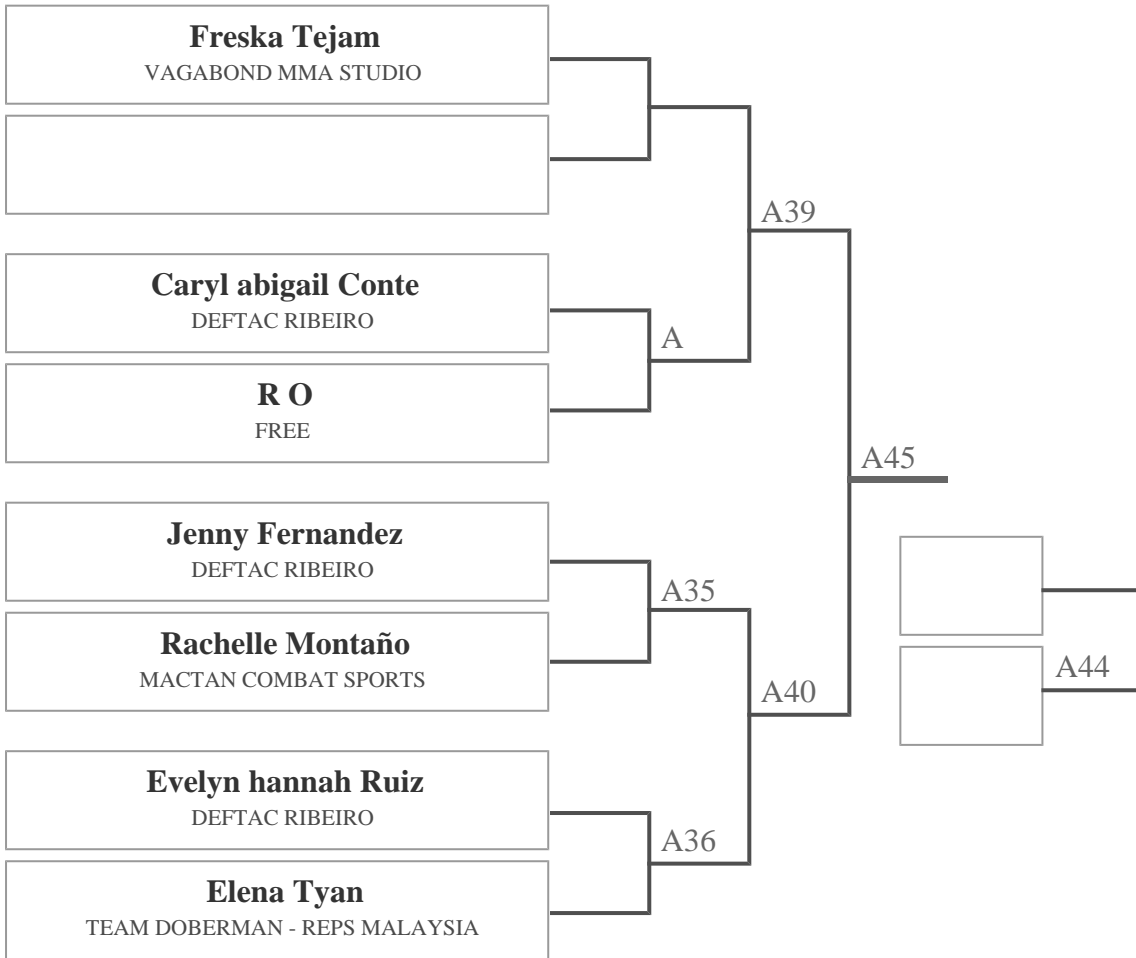 Freska Tejam
VAGABOND MMA STUDIO
A39
Caryl abigail Conte
DEFTAC RIBEIRO
A
R O
FREE
A45
Jenny Fernandez
DEFTAC RIBEIRO
A35
Rachelle Montaño
MACTAN COMBAT SPORTS
A44
A40
Evelyn hannah Ruiz
DEFTAC RIBEIRO
A36
Elena Tyan
TEAM DOBERMAN - REPS MALAYSIA